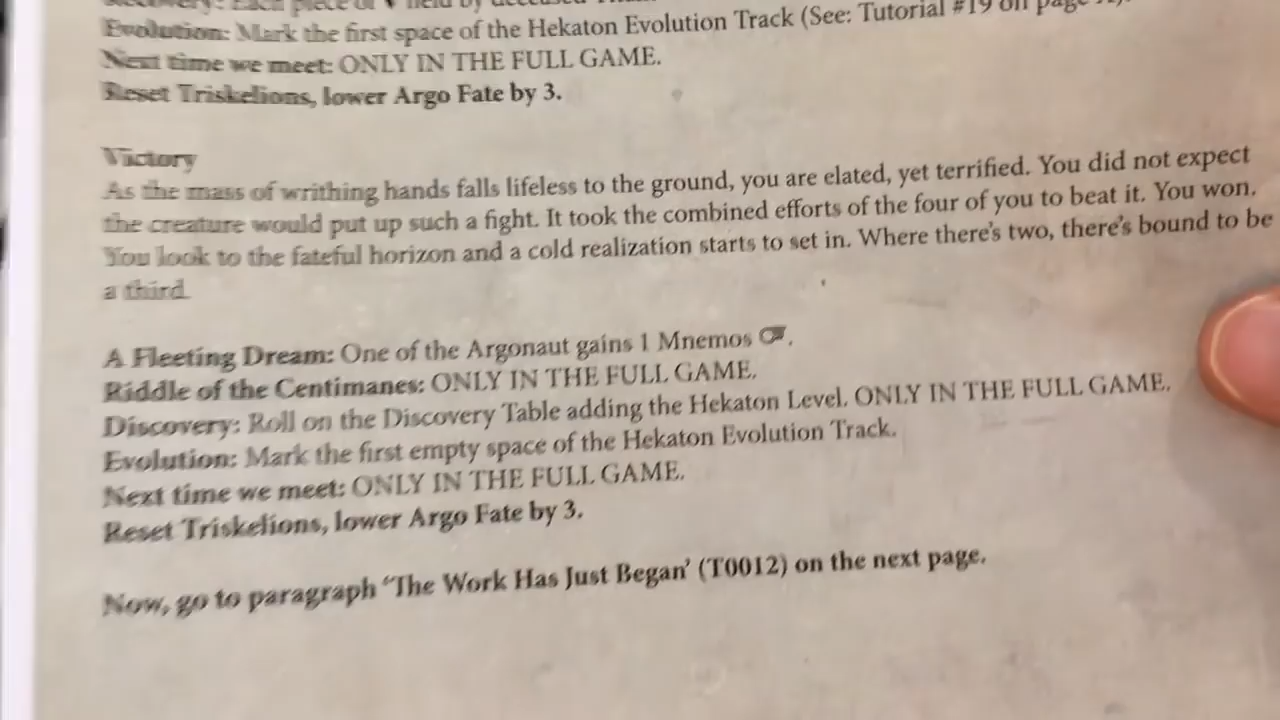 Recovery: Each piece of held by deceased
Evolution: Mark the first space of the Hekaton Evolution Track (See: Tutorial #19 on page
Next time we meet: ONLY IN THE FULL GAME.
Reset Triskelions, lower Argo Fate by 3.
Victory
As the mass of writhing hands falls lifeless to the ground, you are elated, yet terrified. You did not expect
the creature would put up such a fight. It took the combined efforts of the four of you to beat it. You won.
You look to the fateful horizon and a cold realization starts to set in. Where there's two, there's bound to be
a third.
A Fleeting Dream: One of the Argonaut gains 1 Mnemos .
Riddle of the Centimanes: ONLY IN THE FULL GAME.
Discovery: Roll on the Discovery Table adding the Hekaton Level. ONLY IN THE FULL GAME.
Evolution: Mark the first empty space of the Hekaton Evolution Track.
Next time we meet: ONLY IN THE FULL GAME.
Reset Triskelions, lower Argo Fate by 3.
Now, go to paragraph 'The Work Has Just Began' (T0012) on the next page.